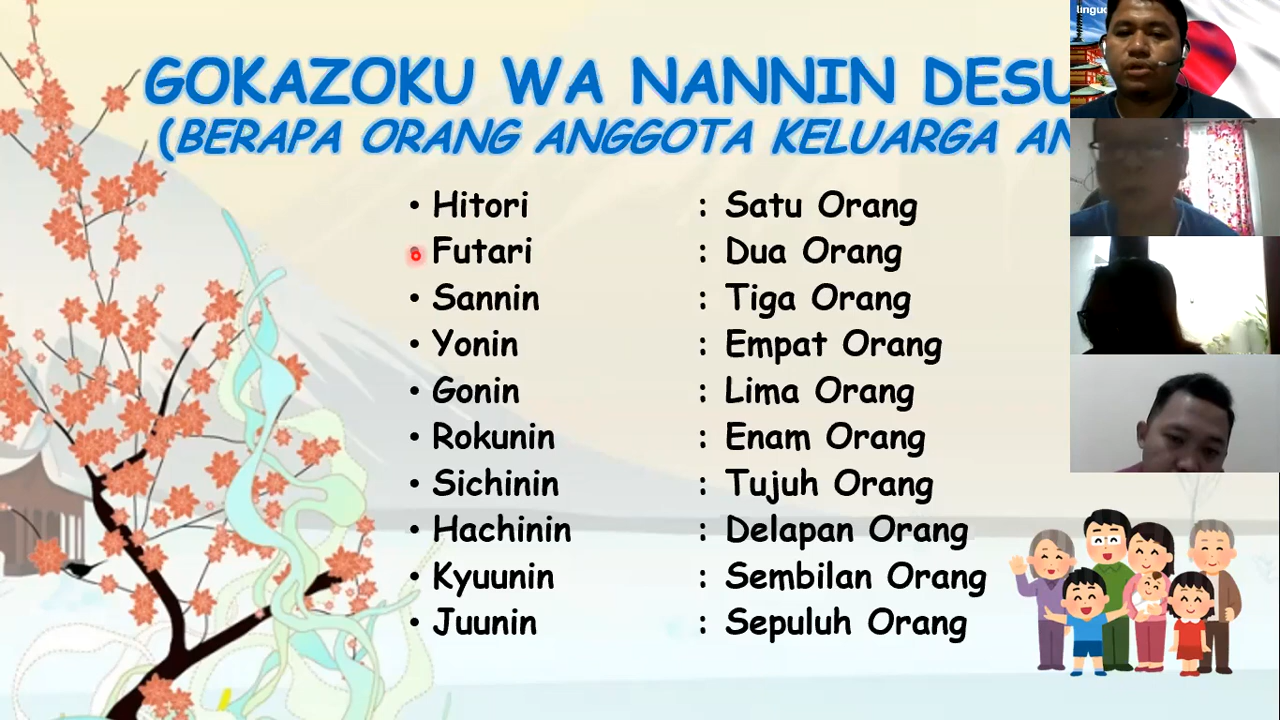 GOKAZOKU WA NANNIN DESU
(BERAPA ORANG ANGGOTA KELUARGA
• Hitori : Satu Orang
• Futari : Dua Orang
• Sannin : Tiga Orang
• Yonin : Empat Orang
• Gonin : Lima Orang
• Rokunin : Enam Orang
• Sichinin : Tujuh Orang
• Hachinin : Delapan Orang
• Kyuunin : Sembilan Orang
• Juunin : Sepuluh Orang